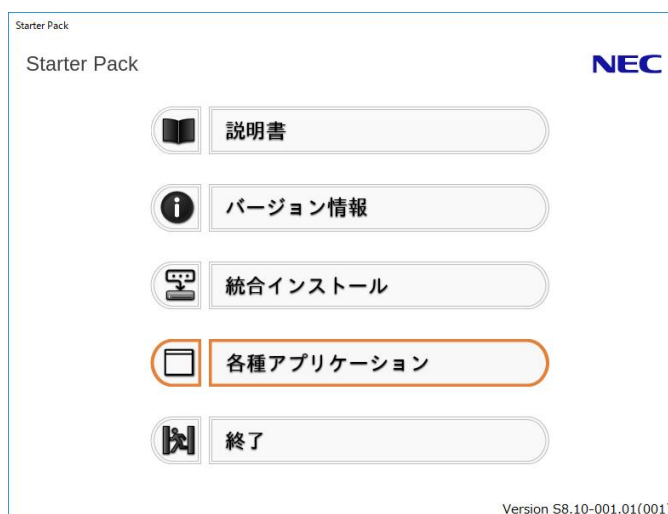 Starter Pack
Starter Pack
NEC
説明書
バージョン情報
統合インストール
各種アプリケーション
終了
Version S8.10-001.01(001)